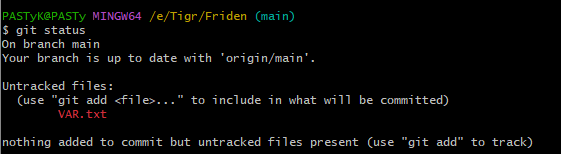 PASTyK@PASTy MINGW64 /e/Tigr/Friden (main)
$ git status
On branch main
Your branch is up to date with 'origin/main'.
Untracked files:
(use "git add <file>..." to include in what will be committed)
VAR.txt
nothing added to commit but untracked files present (use "git add" to track)